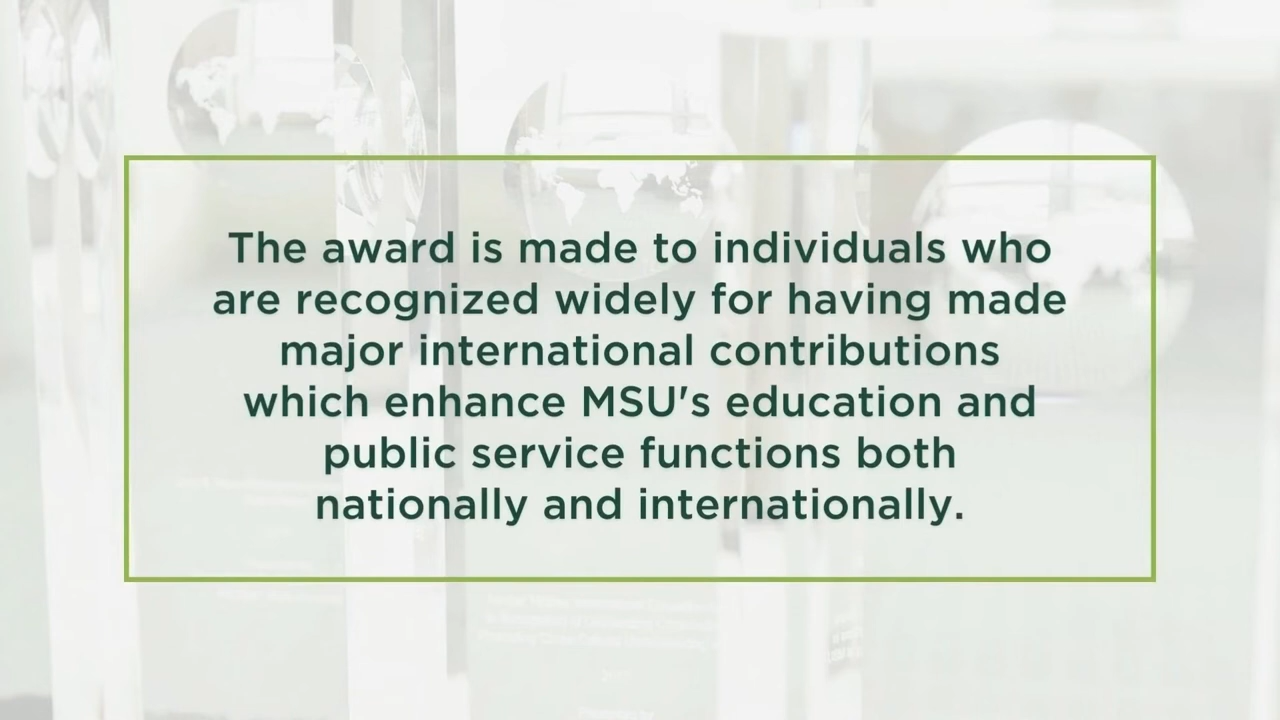 The award is made to individuals who
are recognized widely for having made
major international contributions
which enhance MSU's education and
public service functions both
nationally and internationally.